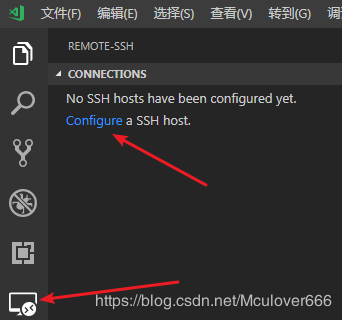 文件(F) 编辑(E) 选择(S) 查看(V) 转到(G)
REMOTE-SSH
CONNECTIONS
No SSH hosts have been configured yet.
Configure a SSH host.
https://blog.csdn.net/Mculover666